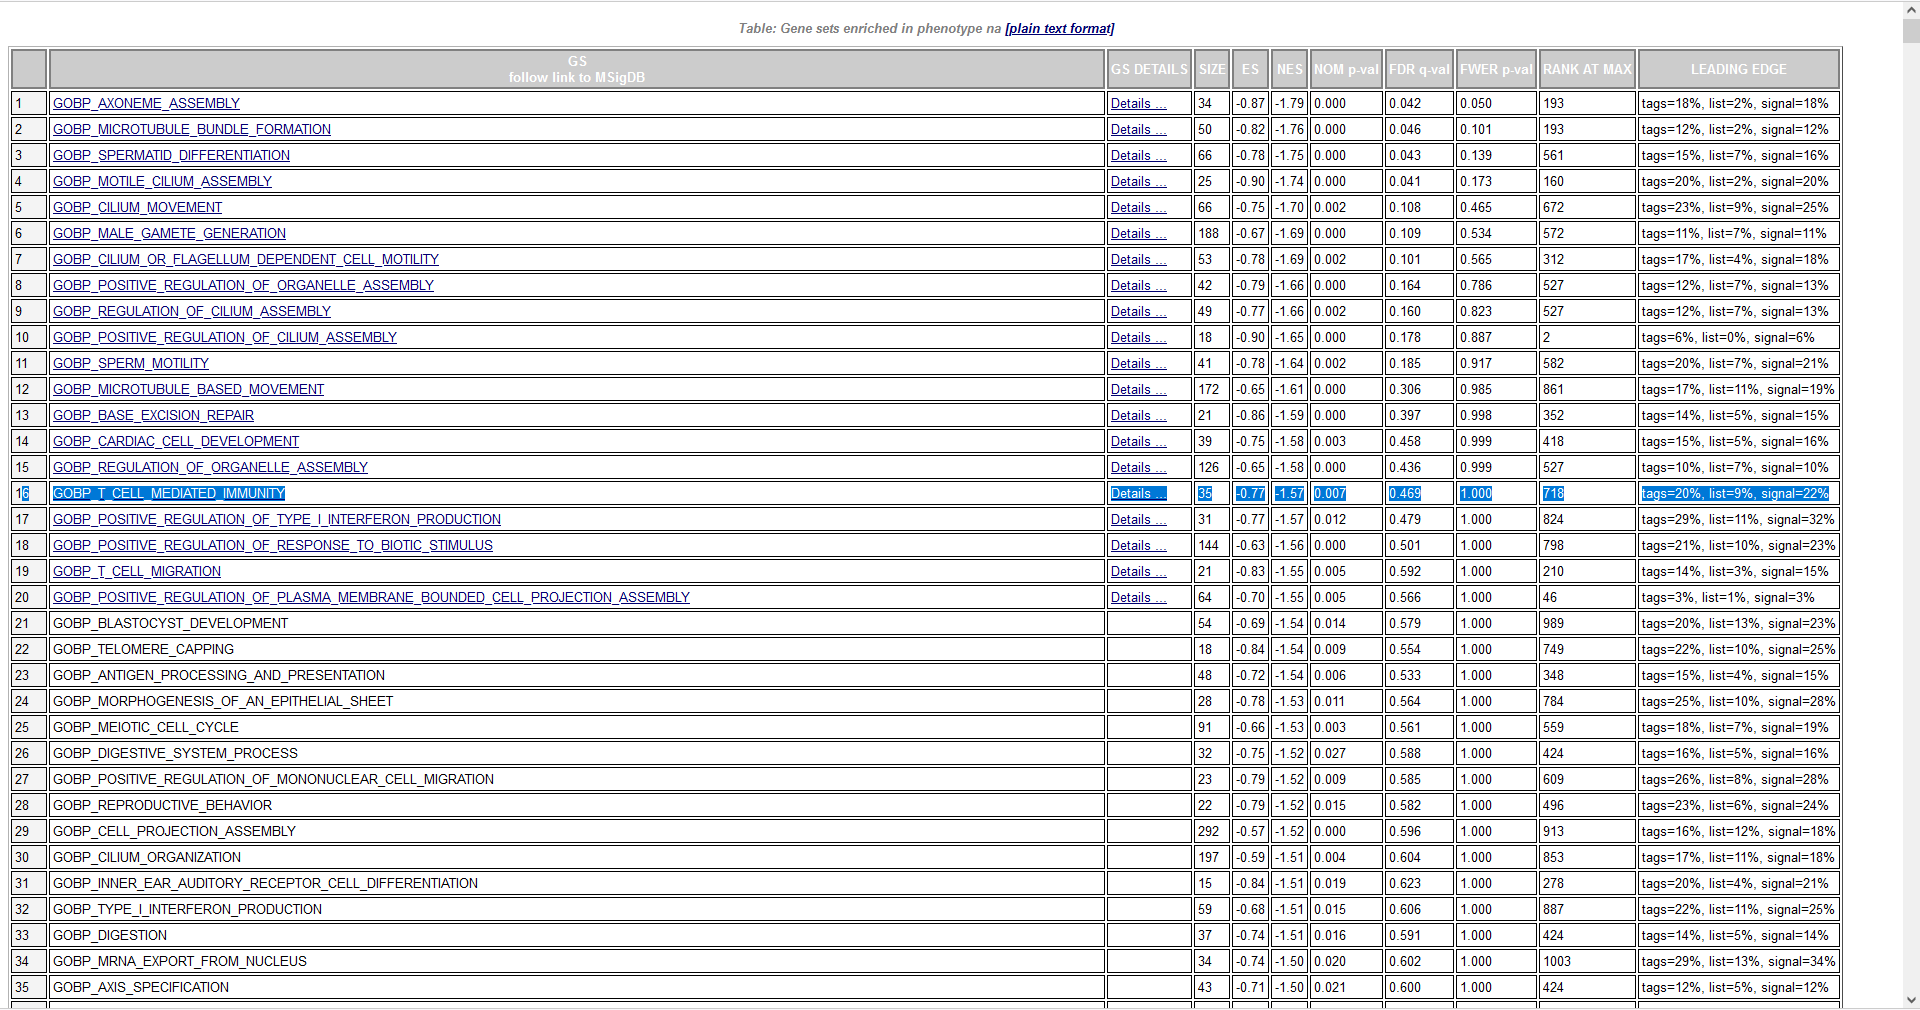 Table: Gene sets enriched in phenotype na [plain text format]
GS
follow link to MSigDB GS DETAILS SIZE ES NES NOM p-val FDR q-val FWER p-val RANK AT MAX LEADING EDGE
1 GOBP_AXONEME_ASSEMBLY Details ... 34 -0.87 -1.79 0.000 0.042 0.050 193 tags=18%, list=2%, signal=18%
2 GOBP_MICROTUBULE_BUNDLE_FORMATION Details ... 50 -0.82 -1.76 0.000 0.046 0.101 193 tags=12%, list=2%, signal=12%
3 GOBP_SPERMATID_DIFFERENTIATION Details ... 66 -0.78 -1.75 0.000 0.043 0.139 561 tags=15%, list=7%, signal=16%
4 GOBP_MOTILE_CILIUM_ASSEMBLY Details ... 25 -0.90 -1.74 0.000 0.041 0.173 160 tags=20%, list=2%, signal=20%
5 GOBP_CILIUM_MOVEMENT Details ... 66 -0.75 -1.70 0.002 0.108 0.465 672 tags=23%, list=9%, signal=25%
6 GOBP_MALE_GAMETE_GENERATION Details ... 188 -0.67 -1.69 0.000 0.109 0.534 572 tags=11%, list=7%, signal=11%
7 GOBP_CILIUM_OR_FLAGELLUM_DEPENDENT_CELL_MOTILITY Details ... 53 -0.78 -1.69 0.002 0.101 0.565 312 tags=17%, list=4%, signal=18%
8 GOBP_POSITIVE_REGULATION_OF_ORGANELLE_ASSEMBLY Details ... 42 -0.79 -1.66 0.000 0.164 0.786 527 tags=12%, list=7%, signal=13%
9 GOBP_REGULATION_OF_CILIUM_ASSEMBLY Details ... 49 -0.77 -1.66 0.002 0.160 0.823 527 tags=12%, list=7%, signal=13%
10 GOBP_POSITIVE_REGULATION_OF_CILIUM_ASSEMBLY Details ... 18 -0.90 -1.65 0.000 0.178 0.887 2 tags=6%, list=0%, signal=6%
11 GOBP_SPERM_MOTILITY Details ... 41 -0.78 -1.64 0.002 0.185 0.917 582 tags=20%, list=7%, signal=21%
12 GOBP_MICROTUBULE_BASED_MOVEMENT Details ... 172 -0.65 -1.61 0.000 0.306 0.985 861 tags=17%, list=11%, signal=19%
13 GOBP_BASE_EXCISION_REPAIR Details ... 21 -0.86 -1.59 0.000 0.397 0.998 352 tags=14%, list=5%, signal=15%
14 GOBP_CARDIAC_CELL_DEVELOPMENT Details ... 39 -0.75 -1.58 0.003 0.458 0.999 418 tags=15%, list=5%, signal=16%
15 GOBP_REGULATION_OF_ORGANELLE_ASSEMBLY Details ... 126 -0.65 -1.58 0.000 0.436 0.999 527 tags=10%, list=7%, signal=10%
16 GOBP_T_CELL_MEDIATED_IMMUNITY Details ... 35 -0.77 -1.57 0.007 0.469 1.000 718 tags=20%, list=9%, signal=22%
17 GOBP_POSITIVE_REGULATION_OF_TYPE_I_INTERFERON_PRODUCTION Details ... 31 -0.77 -1.57 0.012 0.479 1.000 824 tags=29%, list=11%, signal=32%
18 GOBP_POSITIVE_REGULATION_OF_RESPONSE_TO_BIOTIC_STIMULUS Details ... 144 -0.63 -1.56 0.000 0.501 1.000 798 tags=21%, list=10%, signal=23%
19 GOBP_T_CELL_MIGRATION Details ... 21 -0.83 -1.55 0.005 0.592 1.000 210 tags=14%, list=3%, signal=15%
20 GOBP_POSITIVE_REGULATION_OF_PLASMA_MEMBRANE_BOUNDED_CELL_PROJECTION_ASSEMBLY Details ... 64 -0.70 -1.55 0.005 0.566 1.000 46 tags=3%, list=1%, signal=3%
21 GOBP_BLASTOCYST_DEVELOPMENT 54 -0.69 -1.54 0.014 0.579 1.000 989 tags=20%, list=13%, signal=23%
22 GOBP_TELOMERE_CAPPING 18 -0.84 -1.54 0.009 0.554 1.000 749 tags=22%, list=10%, signal=25%
23 GOBP_ANTIGEN_PROCESSING_AND_PRESENTATION 48 -0.72 -1.54 0.006 0.533 1.000 348 tags=15%, list=4%, signal=15%
24 GOBP_MORPHOGENESIS_OF_AN_EPITHELIAL_SHEET 28 -0.78 -1.53 0.011 0.564 1.000 784 tags=25%, list=10%, signal=28%
25 GOBP_MEIOTIC_CELL_CYCLE 91 -0.66 -1.53 0.003 0.561 1.000 559 tags=18%, list=7%, signal=19%
26 GOBP_DIGESTIVE_SYSTEM_PROCESS 32 -0.75 -1.52 0.027 0.588 1.000 424 tags=16%, list=5%, signal=16%
27 GOBP_POSITIVE_REGULATION_OF_MONONUCLEAR_CELL_MIGRATION 23 -0.79 -1.52 0.009 0.585 1.000 609 tags=26%, list=8%, signal=28%
28 GOBP_REPRODUCTIVE_BEHAVIOR 22 -0.79 -1.52 0.015 0.582 1.000 496 tags=23%, list=6%, signal=24%
29 GOBP_CELL_PROJECTION_ASSEMBLY 292 -0.57 -1.52 0.000 0.596 1.000 913 tags=16%, list=12%, signal=18%
30 GOBP_CILIUM_ORGANIZATION 197 -0.59 -1.51 0.004 0.604 1.000 853 tags=17%, list=11%, signal=18%
31 GOBP_INNER_EAR_AUDITORY_RECEPTOR_CELL_DIFFERENTIATION 15 -0.84 -1.51 0.019 0.623 1.000 278 tags=20%, list=4%, signal=21%
32 GOBP_TYPE_I_INTERFERON_PRODUCTION 59 -0.68 -1.51 0.015 0.606 1.000 887 tags=22%, list=11%, signal=25%
33 GOBP_DIGESTION 37 -0.74 -1.51 0.016 0.591 1.000 424 tags=14%, list=5%, signal=14%
34 GOBP_MRNA_EXPORT_FROM_NUCLEUS 34 -0.74 -1.50 0.020 0.602 1.000 1003 tags=29%, list=13%, signal=34%
35 GOBP_AXIS_SPECIFICATION 43 -0.71 -1.50 0.021 0.600 1.000 424 tags=12%, list=5%, signal=12%